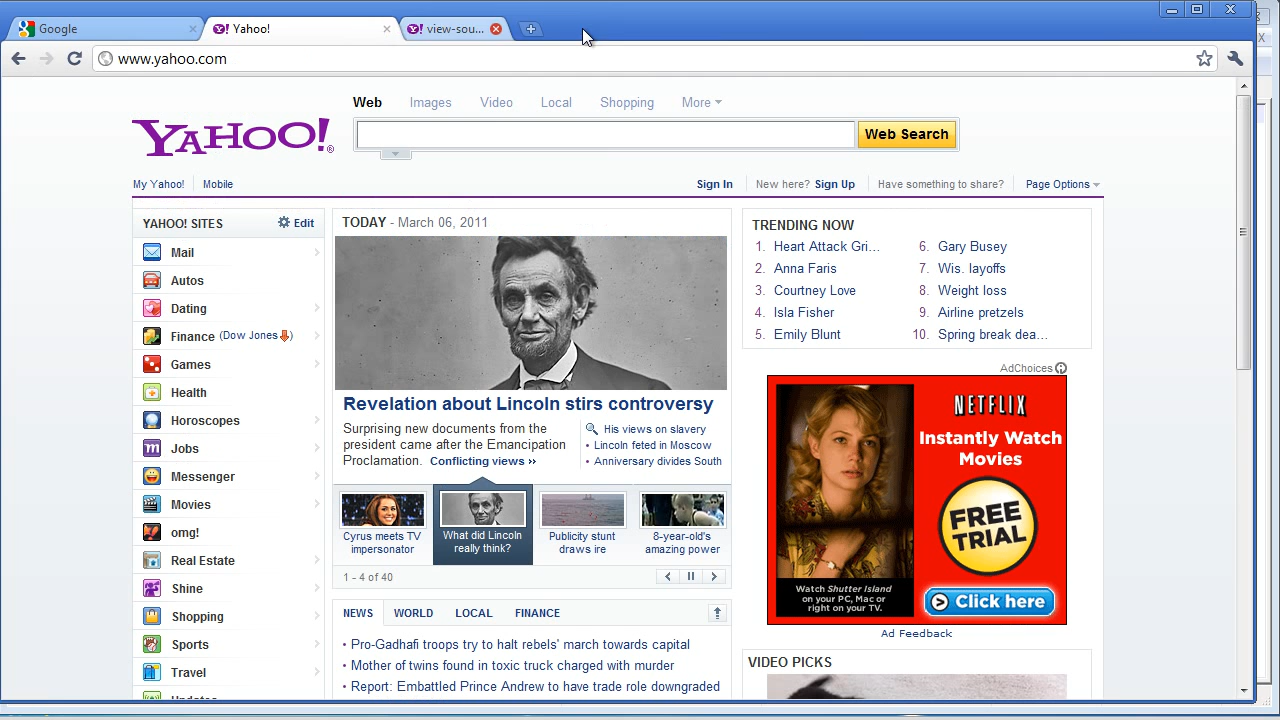 Google
Yahoo!
view-sou...
www.yahoo.com
Web Images Video Local Shopping More
YAHOO!®
Web Search
My Yahoo! Mobile
Sign In New here? Sign Up Have something to share? Page Options
YAHOO! SITES Edit
Mail
Autos
Dating
Finance (Dow Jones )
Games
Health
Horoscopes
Jobs
Messenger
Movies
omg!
Real Estate
Shine
Shopping
Sports
Travel
Updates
TODAY - March 06, 2011
Revelation about Lincoln stirs controversy
Surprising new documents from the
president came after the Emancipation
Proclamation. Conflicting views ››
His views on slavery
• Lincoln feted in Moscow
• Anniversary divides South
Cyrus meets TV
impersonator
What did Lincoln
really think?
Publicity stunt
draws ire
8-year-old's
amazing power
1 - 4 of 40
NEWS WORLD LOCAL FINANCE
• Pro-Gadhafi troops try to halt rebels' march towards capital
• Mother of twins found in toxic truck charged with murder
• Report: Embattled Prince Andrew to have trade role downgraded
TRENDING NOW
1. Heart Attack Gri...
2. Anna Faris
3. Courtney Love
4. Isla Fisher
5. Emily Blunt
6. Gary Busey
7. Wis. layoffs
8. Weight loss
9. Airline pretzels
10. Spring break dea...
AdChoices
NETFLIX
Instantly Watch
Movies
FREE
TRIAL
Watch Shutter Island
on your PC, Mac or
right on your TV.
Click here
Ad Feedback
VIDEO PICKS